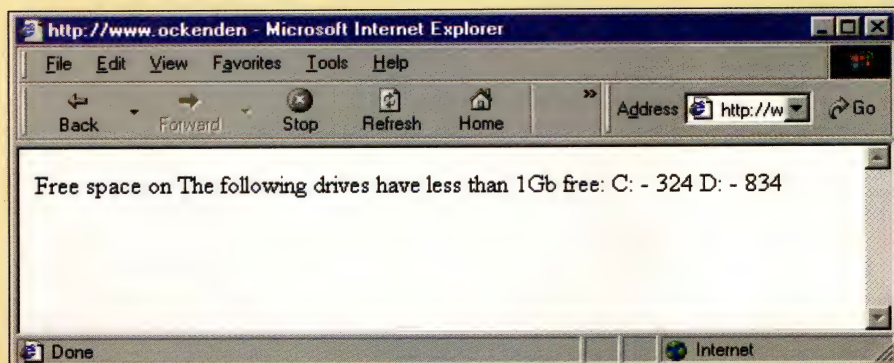 http://www.ockenden - Microsoft Internet Explorer
File Edit View Favorites Tools Help
Back Forward Stop Refresh Home » Address http://w Go
Free space on The following drives have less than 1Gb free: C: - 324 D: - 834
Done Internet